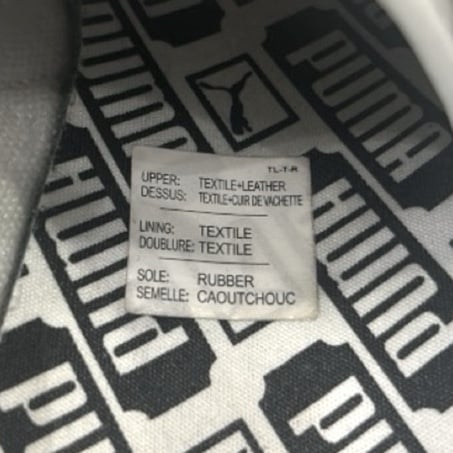 TL-T-R
UPPER: TEXTILE+LEATHER
DESSUS: TEXTILE+CUIR DE VACHETTE
LINING: TEXTILE
DOUBLURE: TEXTILE
SOLE: RUBBER
SEMELLE: CAOUTCHOUC
PUMA
PUMA
PUMA
PUMA